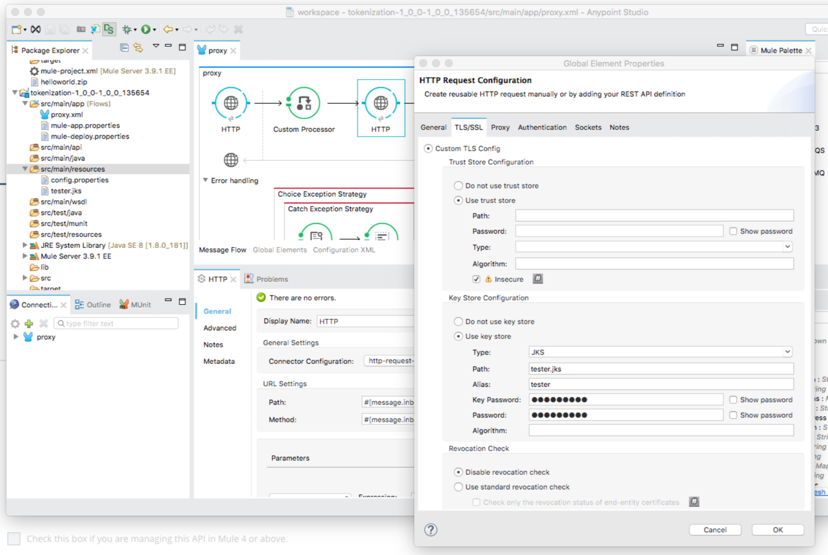 workspace - tokenization-1_0_0-1_0_0_135654/src/main/app/proxy.xml - Anypoint Studio
Quic
Package Explorer
target
mule-project.xml [Mule Server 3.9.1 EE]
helloworld.zip
tokenization-1_0_0-1_0_0_135654
src/main/app (Flows)
proxy.xml
mule-app.properties
mule-deploy.properties
src/main/api
src/main/java
src/main/resources
config.properties
tester.jks
src/main/wsdl
src/test/java
src/test/munit
src/test/resources
JRE System Library [Java SE 8 [1.8.0_181]]
Mule Server 3.9.1 EE
lib
src
target
Connecti...
Outline
MUnit
type filter text
proxy
proxy
proxy
HTTP
Custom Processor
HTTP
Error handling
Choice Exception Strategy
Catch Exception Strategy
Message Flow
Global Elements
Configuration XML
HTTP
Problems
General
Advanced
Notes
Metadata
There are no errors.
Display Name: HTTP
General Settings
Connector Configuration: http-request-
URL Settings
Path: #[message.inb
Method: #[message.inb
Parameters
Expression:
Mule Palette
Global Element Properties
HTTP Request Configuration
Create reusable HTTP request manually or by adding your REST API definition
General TLS/SSL Proxy Authentication Sockets Notes
Custom TLS Config
Trust Store Configuration
Do not use trust store
Use trust store
Path:
Password: Show password
Type:
Algorithm:
Insecure
Key Store Configuration
Do not use key store
Use key store
Type: JKS
Path: tester.jks
Alias: tester
Key Password: ●●●●●●●●● Show password
Password: ●●●●●●●●● Show password
Algorithm:
Revocation Check
Disable revocation check
Use standard revocation check
Check only the revocation status of end-entity certificates
?
Cancel OK
3
QS
MQ
Check this box if you are managing this API in Mule 4 or above.